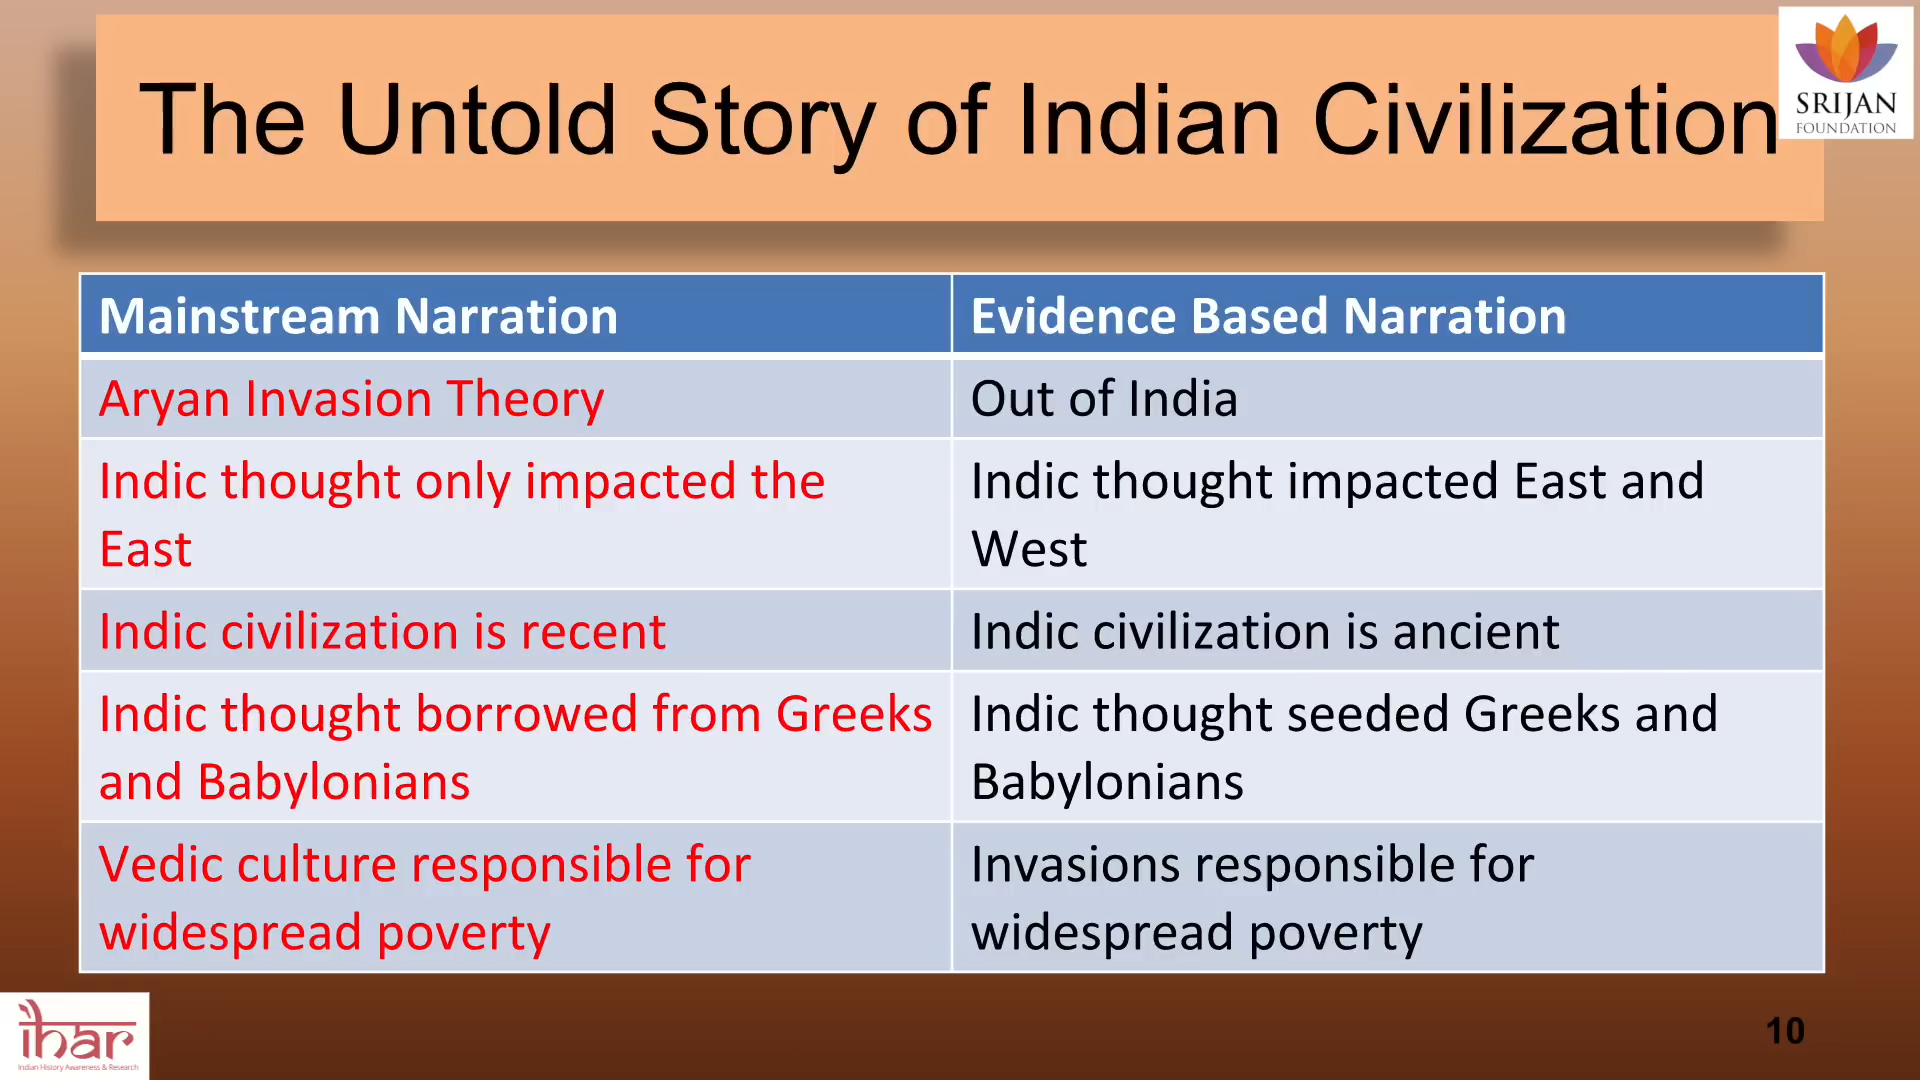 The Untold Story of Indian Civilization
SRIJAN
FOUNDATION
Mainstream Narration
Evidence Based Narration
Aryan Invasion Theory
Out of India
Indic thought only impacted the
East
Indic thought impacted East and
West
Indic civilization is recent
Indic civilization is ancient
Indic thought borrowed from Greeks
and Babylonians
Indic thought seeded Greeks and
Babylonians
Vedic culture responsible for
widespread poverty
Invasions responsible for
widespread poverty
ihar
Indian History Awareness & Research
10